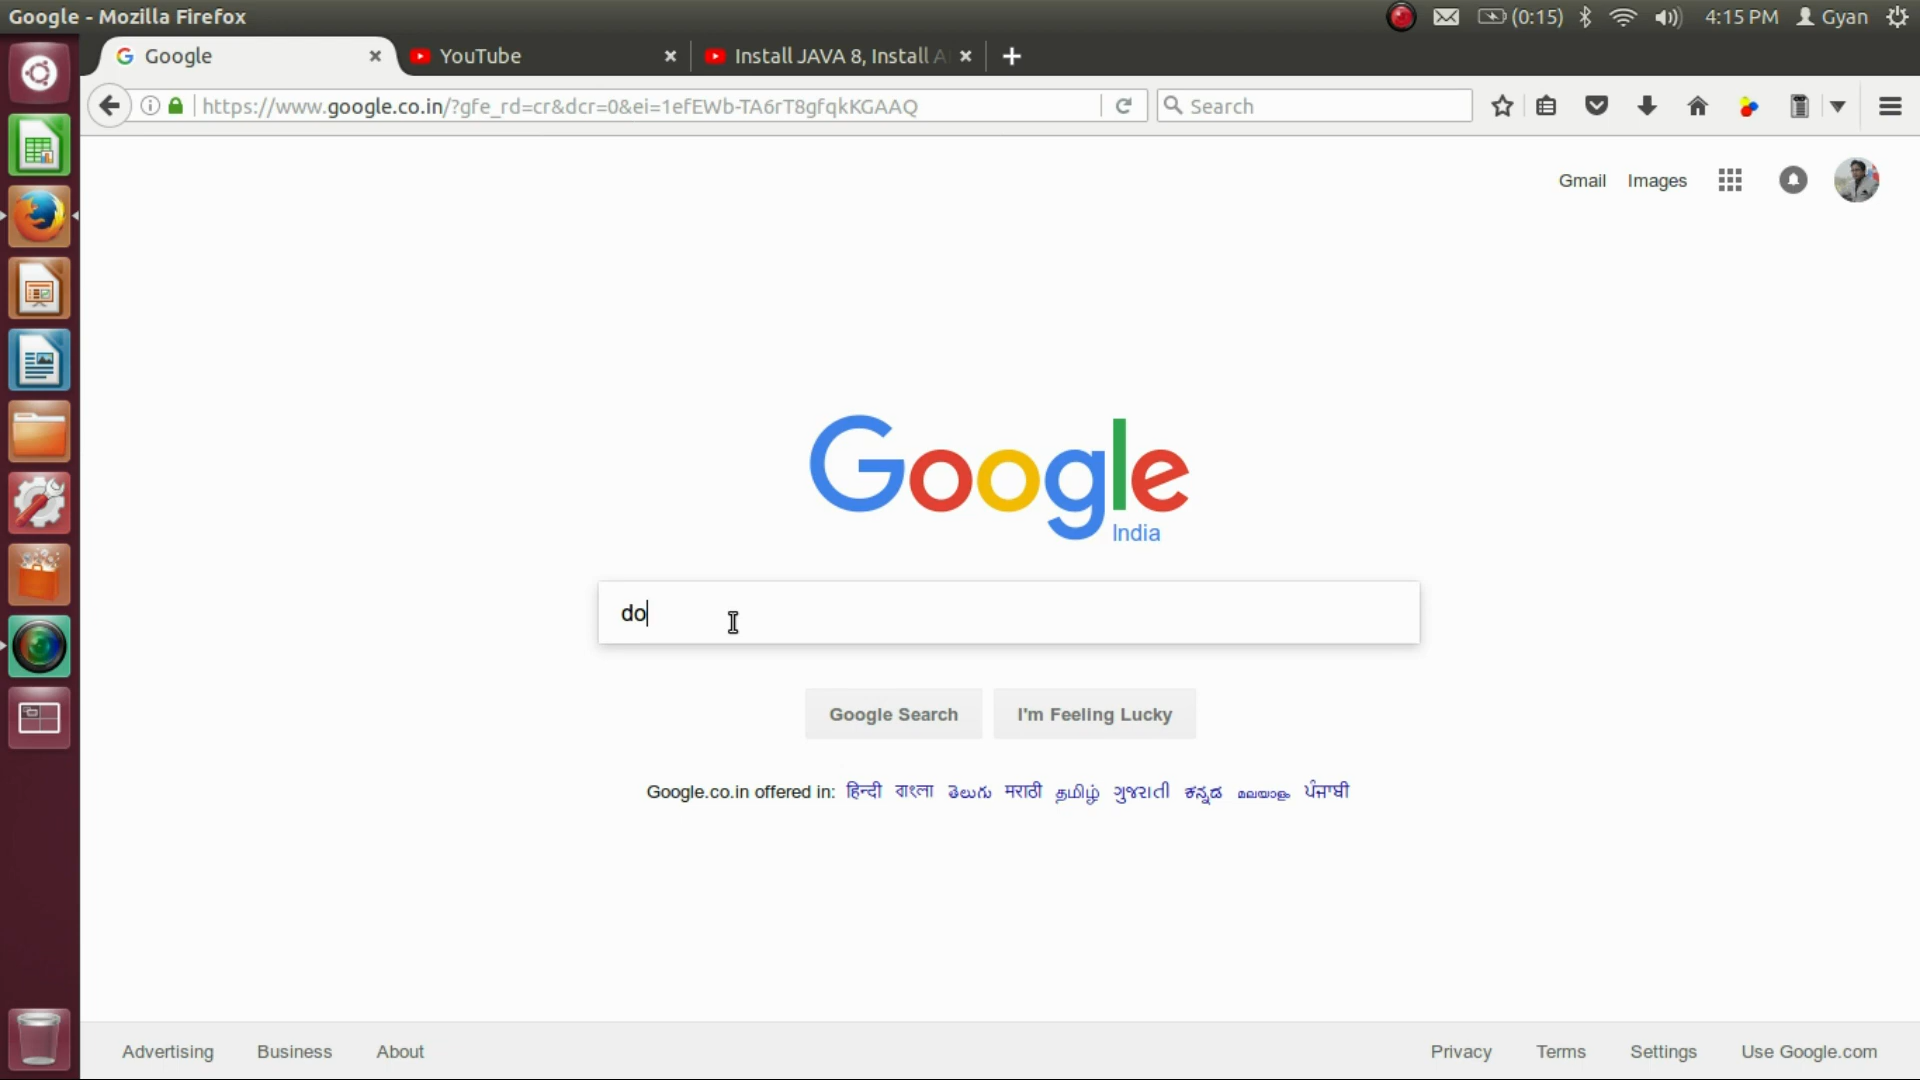 Google - Mozilla Firefox (0:15) 4:15 PM Gyan
Google YouTube Install JAVA 8, Install A
https://www.google.co.in/?gfe_rd=cr&dcr=0&ei=1efEWb-TA6rT8gfqkKGAAQ Search
Gmail Images
Google
India
do
Google Search I'm Feeling Lucky
Google.co.in offered in: हिन्दी বাংলা తెలుగు मराठी தமிழ் ગુજરાતી ಕನ್ನಡ മലയാളം ਪੰਜਾਬੀ
Advertising Business About Privacy Terms Settings Use Google.com